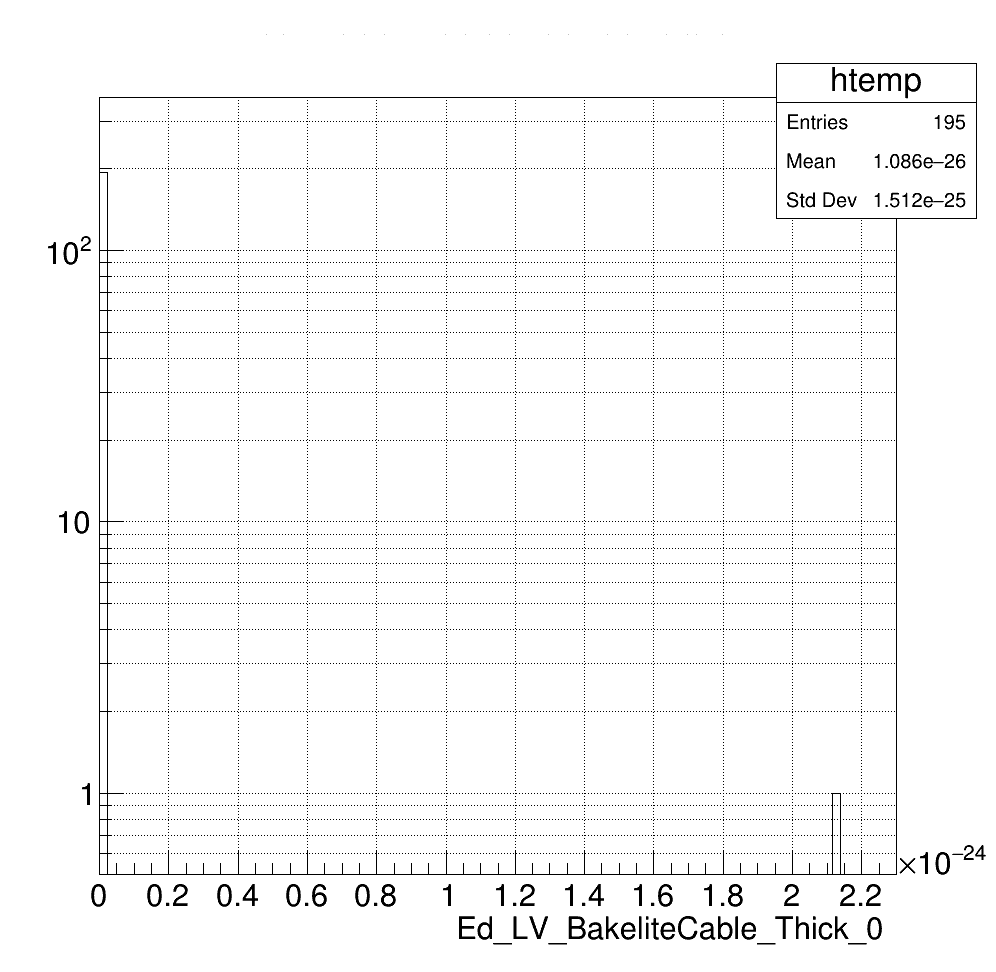 htemp
Entries 195
Mean 1.086e−26
Std Dev 1.512e−25
10²
10
1
0 0.2 0.4 0.6 0.8 1 1.2 1.4 1.6 1.8 2 2.2
×10⁻²⁴
Ed_LV_BakeliteCable_Thick_0